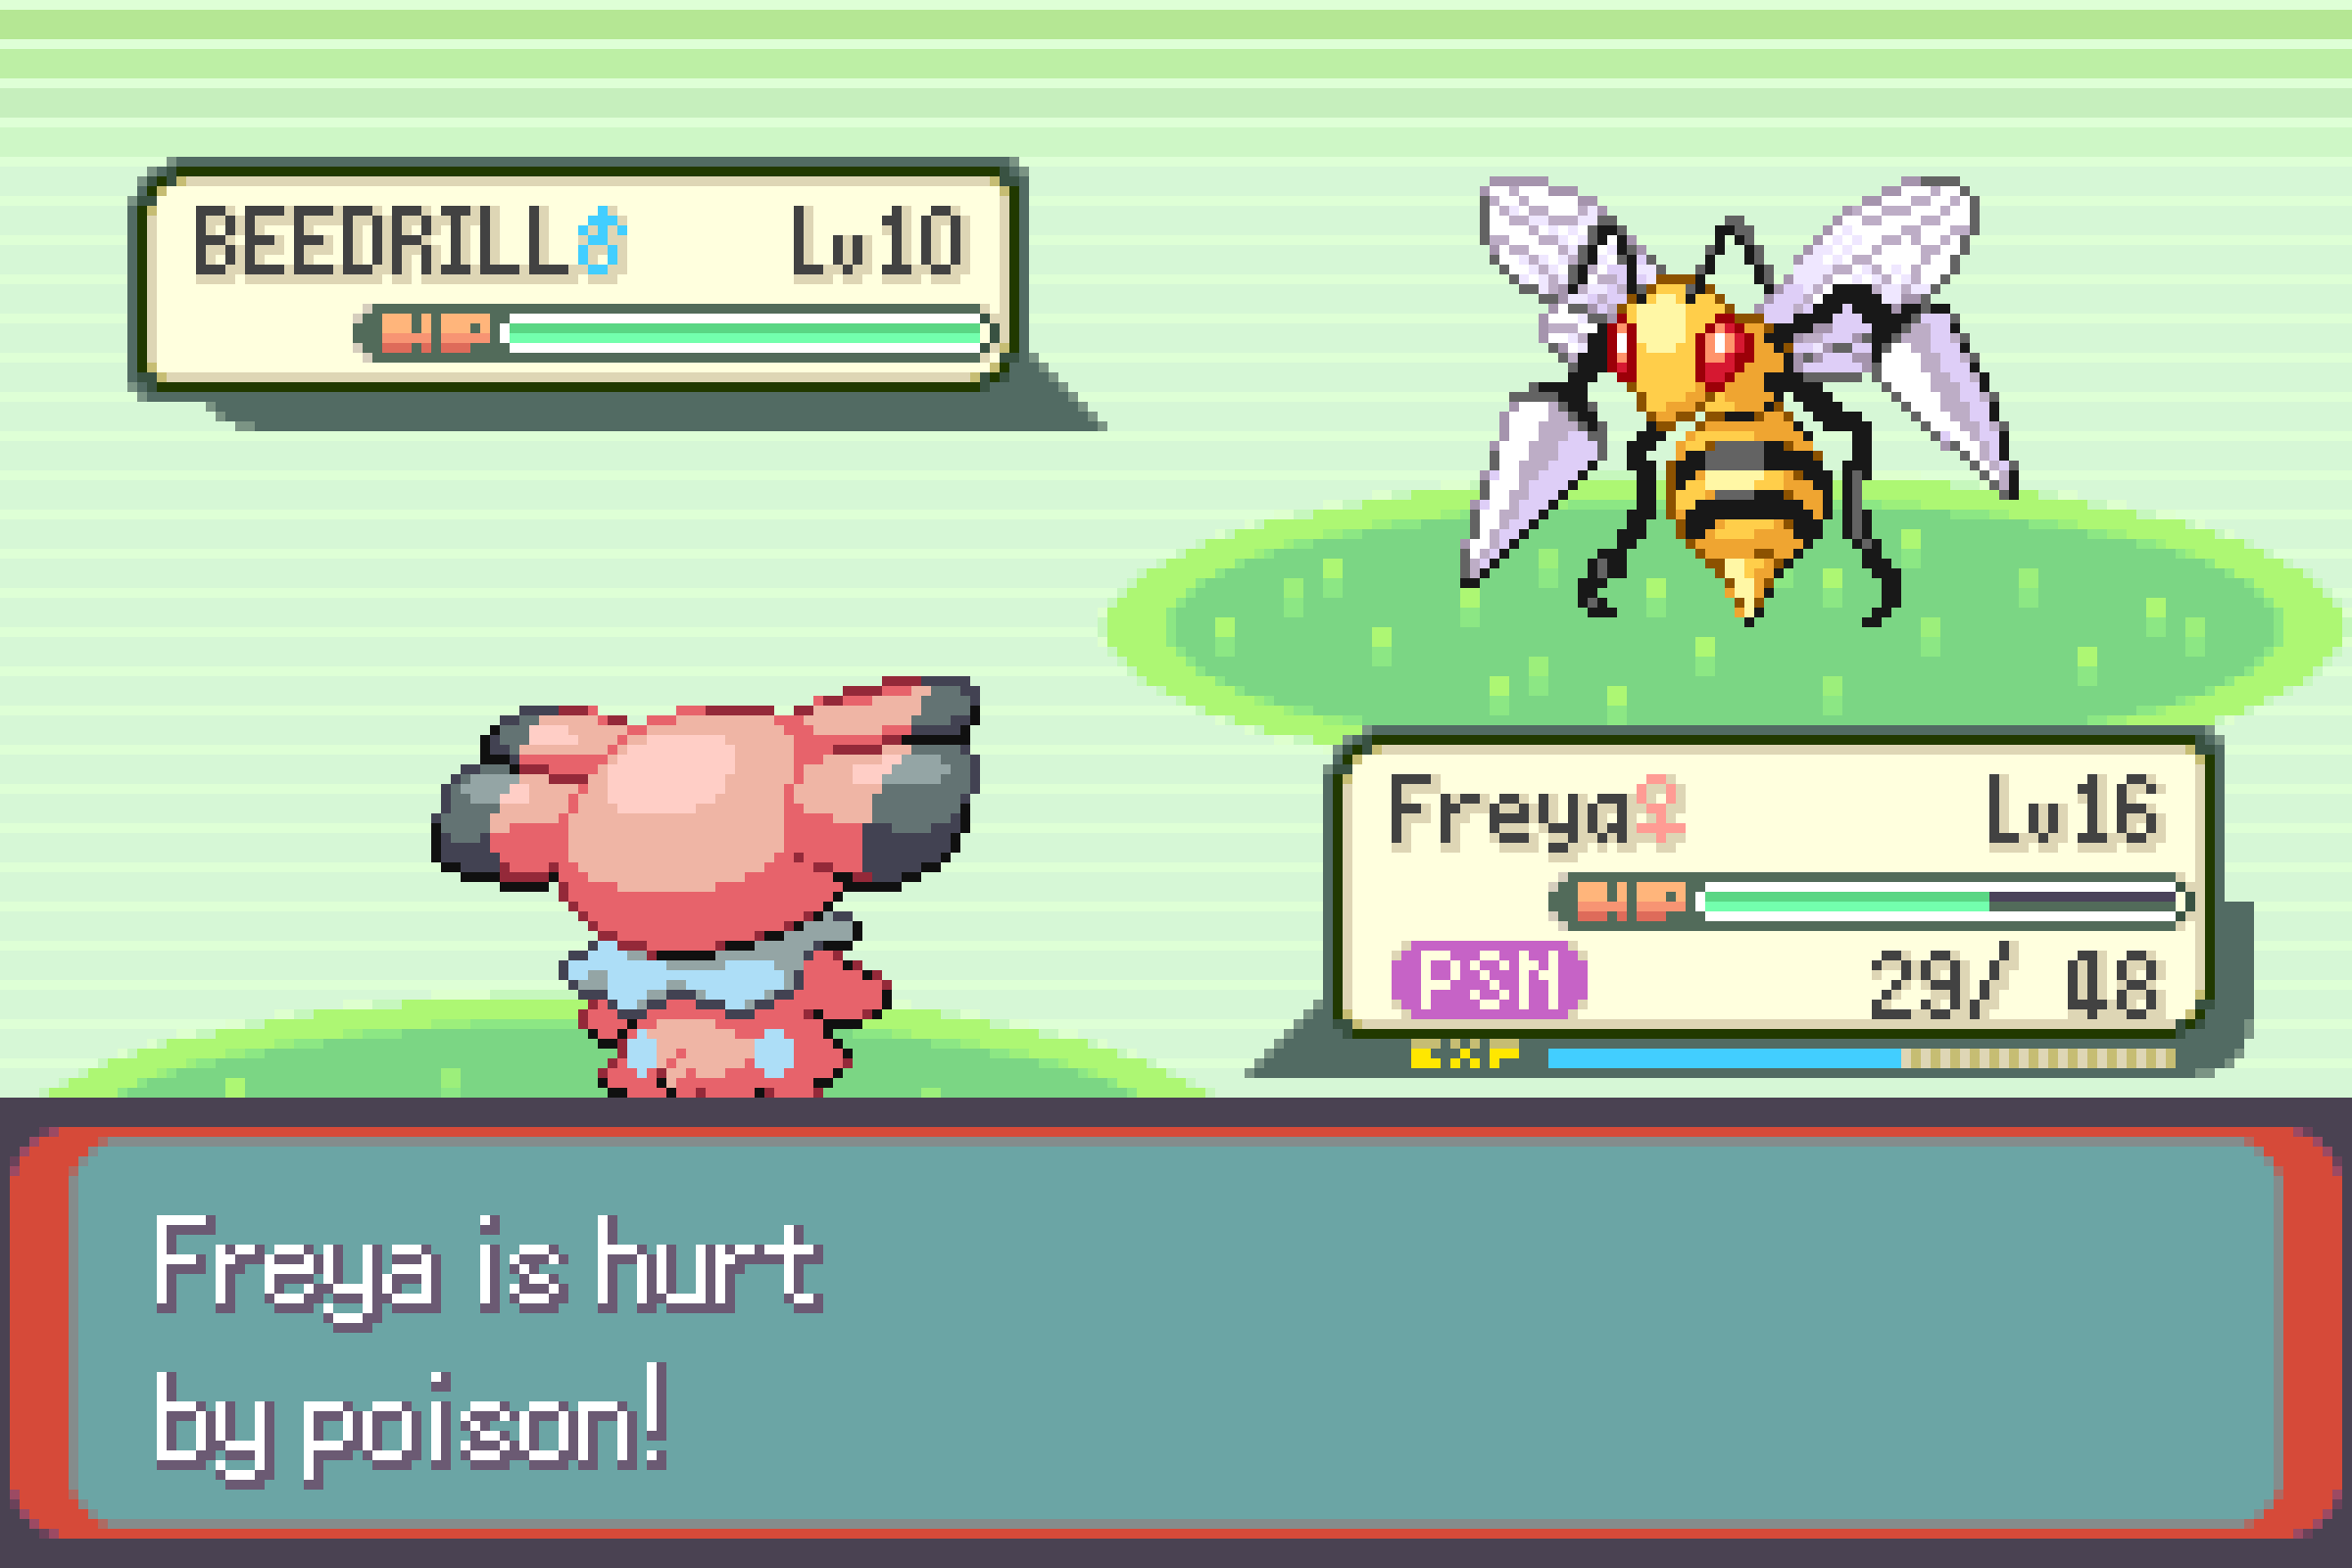 BEEDRILL♂ Lv10
HP
Freya♀ Lv16
HP
PSN 29/ 48
EXP
Freya is hurt
by poison!